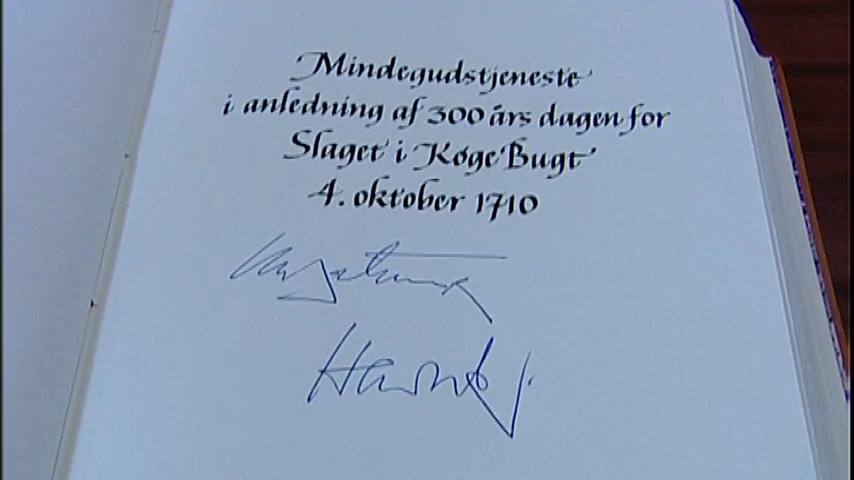 Mindegudstjeneste
i anledning af 300 års dagen for
Slaget i Køge Bugt
4. oktober 1710